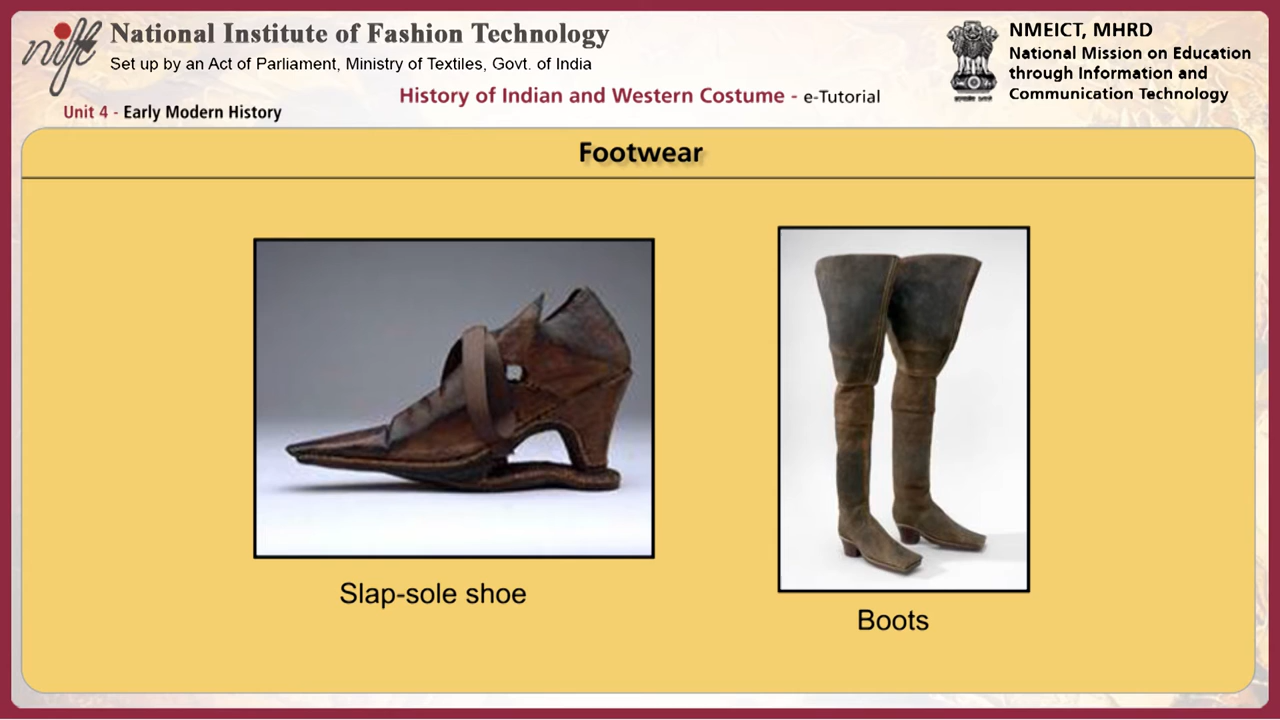 nift
National Institute of Fashion Technology
Set up by an Act of Parliament, Ministry of Textiles, Govt. of India
NMEICT, MHRD
National Mission on Education
through Information and
Communication Technology
History of Indian and Western Costume - e-Tutorial
Unit 4 - Early Modern History
Footwear
Slap-sole shoe
Boots